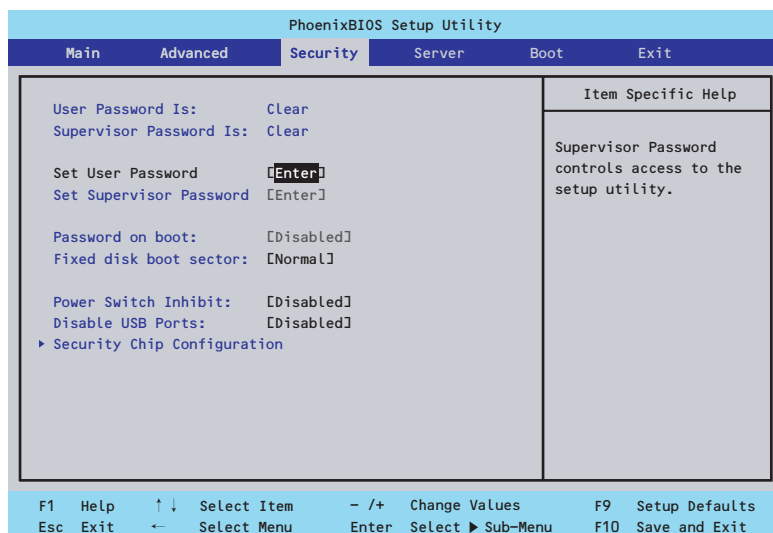 PhoenixBIOS Setup Utility
Main Advanced Security Server Boot Exit
Item Specific Help
User Password Is: Clear
Supervisor Password Is: Clear
Supervisor Password
controls access to the
setup utility.
Set User Password [Enter]
Set Supervisor Password [Enter]
Password on boot: [Disabled]
Fixed disk boot sector: [Normal]
Power Switch Inhibit: [Disabled]
Disable USB Ports: [Disabled]
▶ Security Chip Configuration
F1 Help ↑↓ Select Item - /+ Change Values F9 Setup Defaults
Esc Exit ← Select Menu Enter Select ▶ Sub-Menu F10 Save and Exit